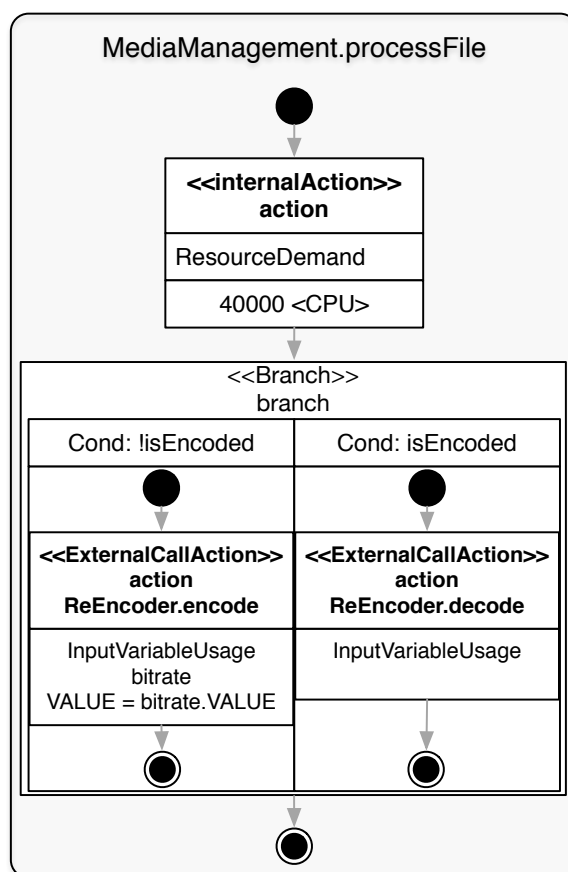 MediaManagement.processFile
<<internalAction>>
action
ResourceDemand
40000 <CPU>
<<Branch>>
branch
Cond: !isEncoded
Cond: isEncoded
<<ExternalCallAction>>
action
ReEncoder.encode
<<ExternalCallAction>>
action
ReEncoder.decode
InputVariableUsage
bitrate
VALUE = bitrate.VALUE
InputVariableUsage